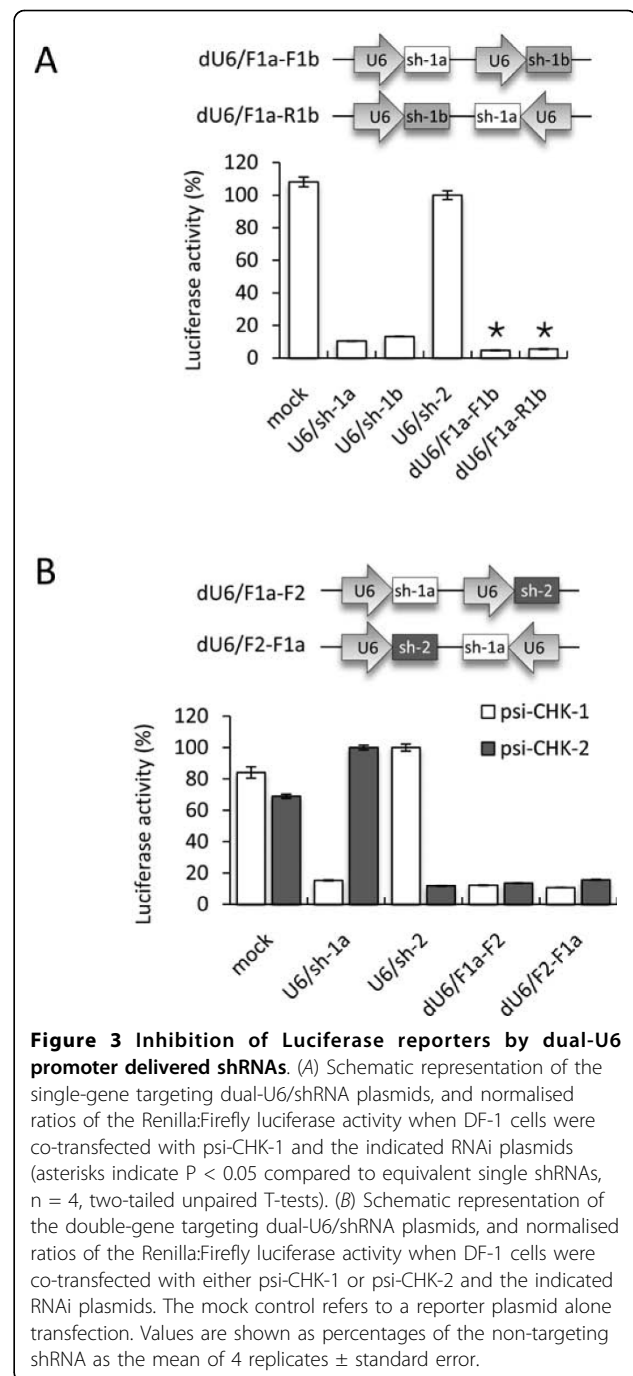 A
dU6/F1a-F1b
U6 sh-1a U6 sh-1b
dU6/F1a-R1b
U6 sh-1b sh-1a U6
Luciferase activity (%)
120
100
80
60
40
20
0
* *
mock
U6/sh-1a
U6/sh-1b
U6/sh-2
dU6/F1a-F1b
dU6/F1a-R1b
B
dU6/F1a-F2
U6 sh-1a U6 sh-2
dU6/F2-F1a
U6 sh-2 sh-1a U6
psi-CHK-1
psi-CHK-2
Luciferase activity (%)
120
100
80
60
40
20
0
mock
U6/sh-1a
U6/sh-2
dU6/F1a-F2
dU6/F2-F1a
Figure 3 Inhibition of Luciferase reporters by dual-U6
promoter delivered shRNAs. (A) Schematic representation of the
single-gene targeting dual-U6/shRNA plasmids, and normalised
ratios of the Renilla:Firefly luciferase activity when DF-1 cells were
co-transfected with psi-CHK-1 and the indicated RNAi plasmids
(asterisks indicate P < 0.05 compared to equivalent single shRNAs,
n = 4, two-tailed unpaired T-tests). (B) Schematic representation of
the double-gene targeting dual-U6/shRNA plasmids, and normalised
ratios of the Renilla:Firefly luciferase activity when DF-1 cells were
co-transfected with either psi-CHK-1 or psi-CHK-2 and the indicated
RNAi plasmids. The mock control refers to a reporter plasmid alone
transfection. Values are shown as percentages of the non-targeting
shRNA as the mean of 4 replicates ± standard error.